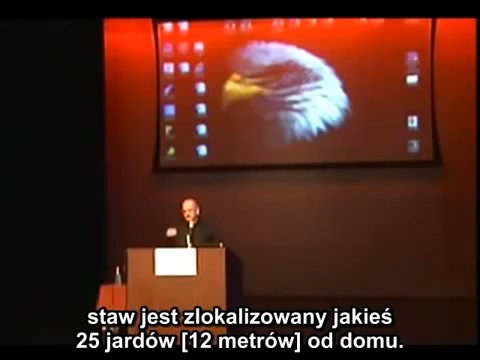 staw jest zlokalizowany jakieś
25 jardów [12 metrów] od domu.